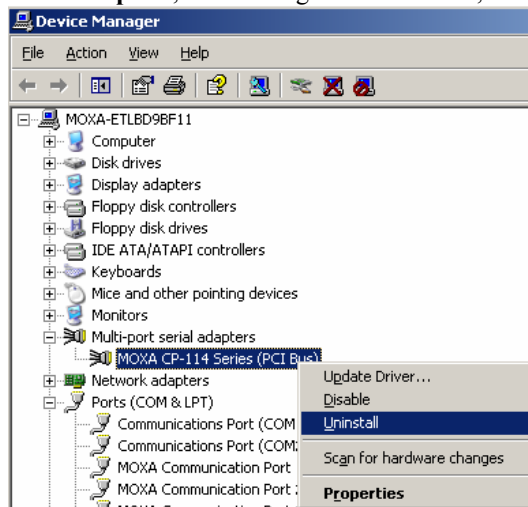 Device Manager
File Action View Help
MOXA-ETLBD9BF11
Computer
Disk drives
Display adapters
Floppy disk controllers
Floppy disk drives
IDE ATA/ATAPI controllers
Keyboards
Mice and other pointing devices
Monitors
Multi-port serial adapters
MOXA CP-114 Series (PCI Bus)
Network adapters
Update Driver...
Ports (COM & LPT)
Disable
Communications Port (COM
Uninstall
Communications Port (COM2
Scan for hardware changes
MOXA Communication Port
MOXA Communication Port
Properties